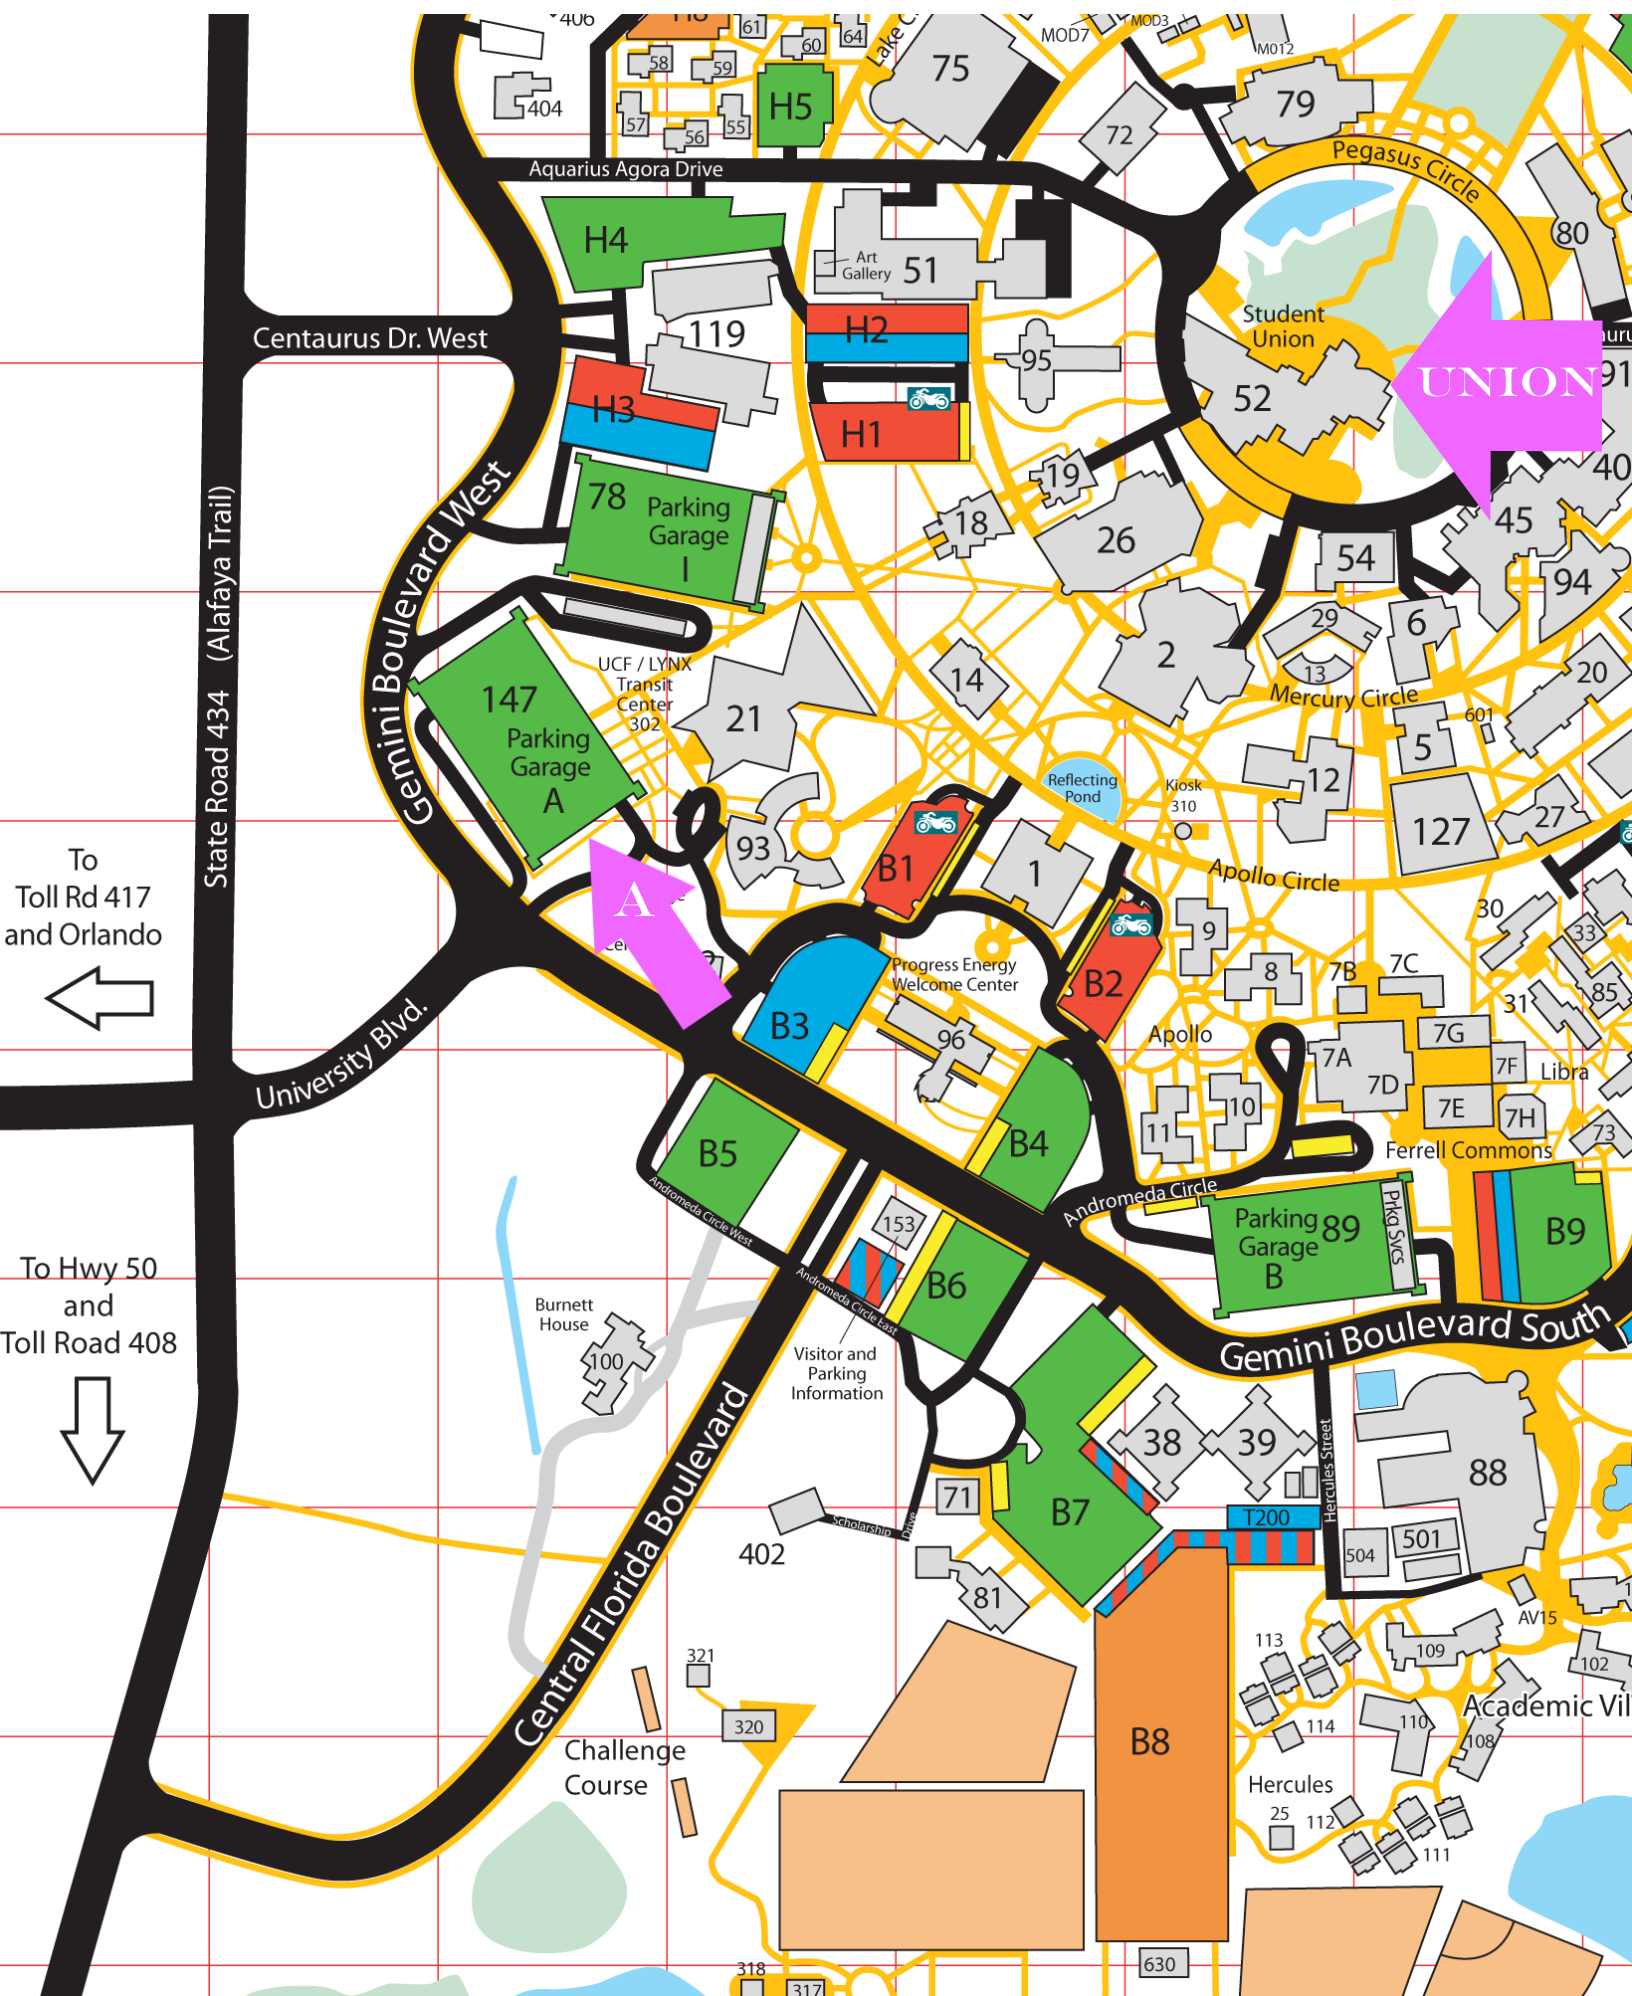 406
H6
61
60
64
Lake C
MOD7
MOD3
M012
58
59
404
57
56
55
H5
75
72
79
Aquarius Agora Drive
Pegasus Circle
80
H4
Art
Gallery
51
Student
Union
Centaurus Dr. West
119
H2
95
52
UNION
91
H3
H1
40
78
Parking
Garage
I
19
18
26
45
54
94
Gemini Boulevard West
State Road 434 (Alafaya Trail)
29
6
13
2
20
147
Parking
Garage
A
UCF / LYNX
Transit
Center
302
21
14
Mercury Circle
601
5
Reflecting
Pond
Kiosk
310
12
127
27
93
B1
1
Apollo Circle
To
Toll Rd 417
and Orlando
A
30
9
33
B2
8
7B
7C
85
31
Progress Energy
Welcome Center
B3
96
Apollo
7A
7D
7G
7F
Libra
University Blvd.
10
11
7E
7H
73
B5
B4
Ferrell Commons
Andromeda Circle
Andromeda Circle West
153
Parking
Garage
B
89
Prkg Svcs
B9
To Hwy 50
and
Toll Road 408
B6
Andromeda Circle East
Burnett
House
100
Gemini Boulevard South
Visitor and
Parking
Information
38
39
Hercules Street
88
Central Florida Boulevard
71
B7
T200
Scholarship
Drive
402
504
501
81
AV15
113
109
102
321
320
114
110
Academic Vil
108
B8
Challenge
Course
Hercules
25
112
111
630
318
317